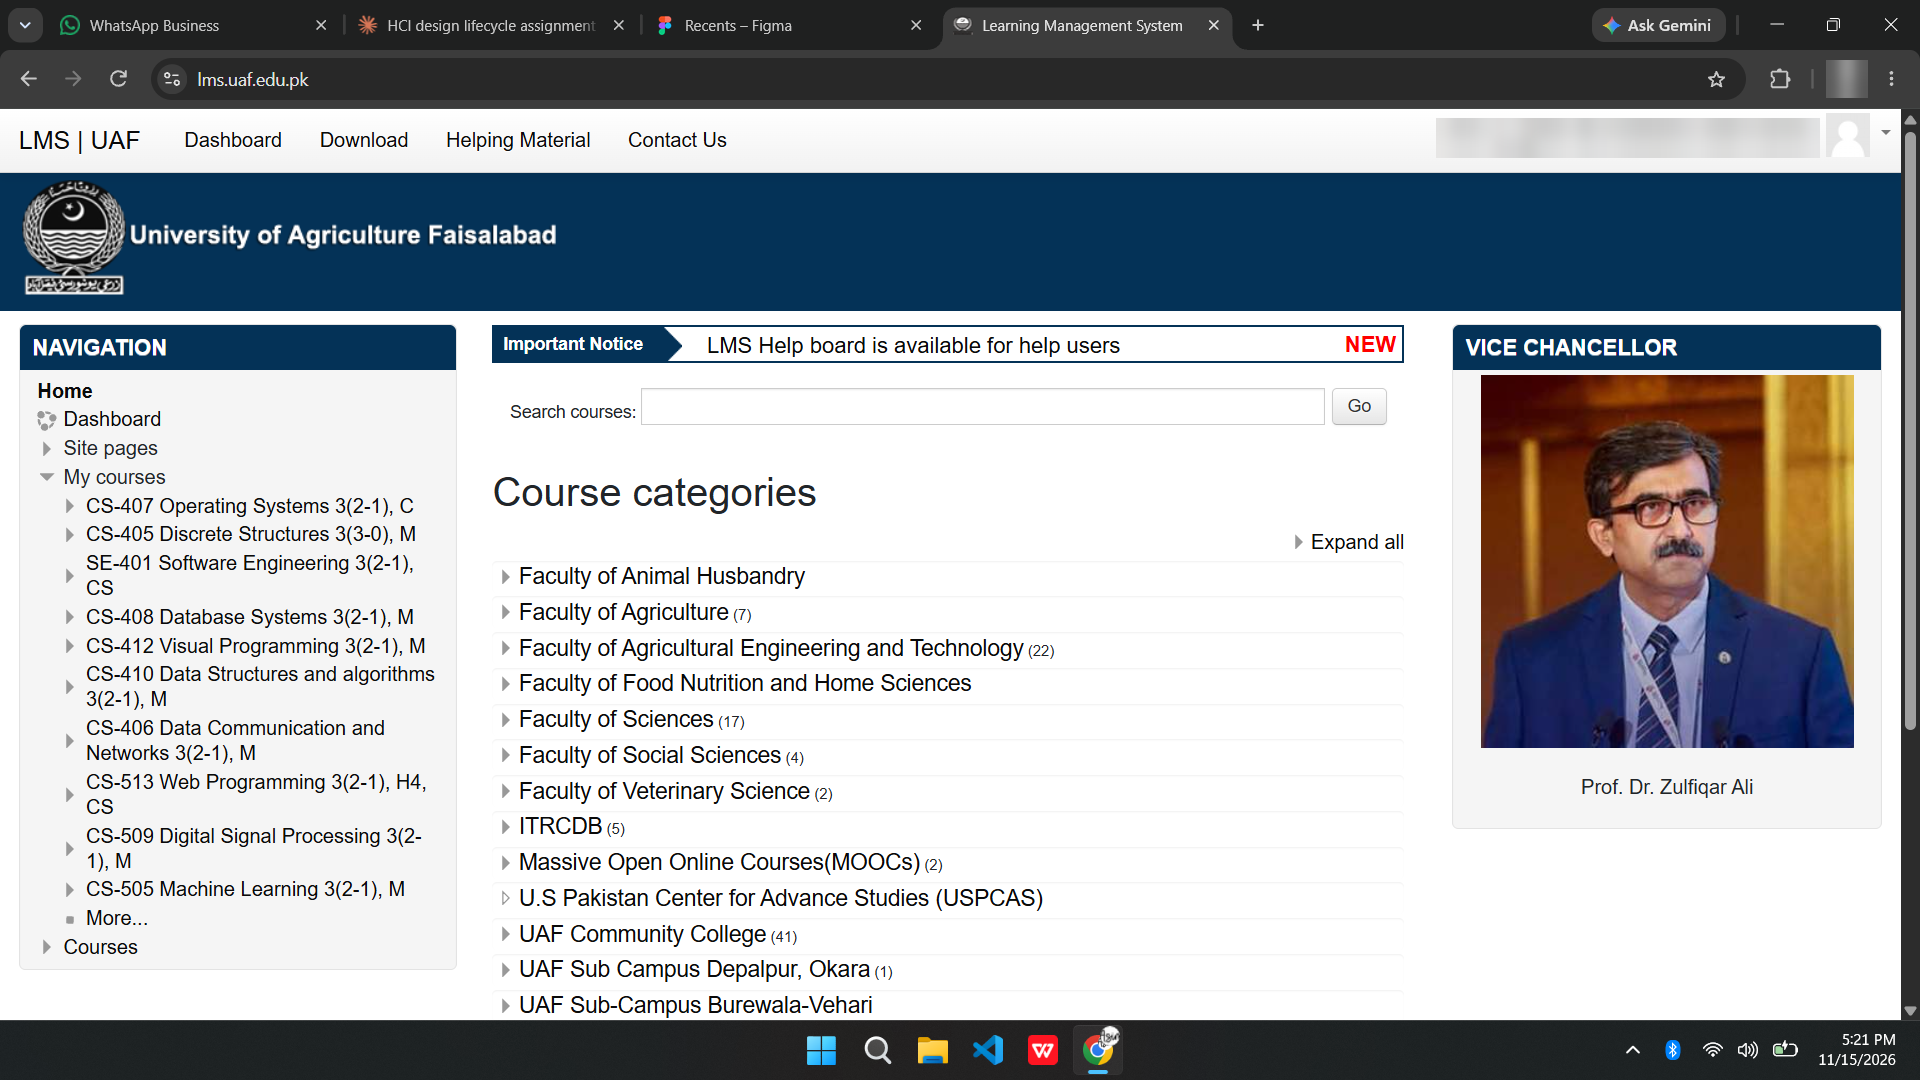 WhatsApp Business
HCI design lifecycle assignment
Recents – Figma
Learning Management System
Ask Gemini
lms.uaf.edu.pk
LMS | UAF
Dashboard
Download
Helping Material
Contact Us
University of Agriculture Faisalabad
NAVIGATION
Home
Dashboard
Site pages
My courses
CS-407 Operating Systems 3(2-1), C
CS-405 Discrete Structures 3(3-0), M
SE-401 Software Engineering 3(2-1),
CS
CS-408 Database Systems 3(2-1), M
CS-412 Visual Programming 3(2-1), M
CS-410 Data Structures and algorithms
3(2-1), M
CS-406 Data Communication and
Networks 3(2-1), M
CS-513 Web Programming 3(2-1), H4,
CS
CS-509 Digital Signal Processing 3(2-
1), M
CS-505 Machine Learning 3(2-1), M
More...
Courses
Important Notice
LMS Help board is available for help users
NEW
Search courses:
Go
Course categories
Expand all
Faculty of Animal Husbandry
Faculty of Agriculture (7)
Faculty of Agricultural Engineering and Technology (22)
Faculty of Food Nutrition and Home Sciences
Faculty of Sciences (17)
Faculty of Social Sciences (4)
Faculty of Veterinary Science (2)
ITRCDB (5)
Massive Open Online Courses(MOOCs) (2)
U.S Pakistan Center for Advance Studies (USPCAS)
UAF Community College (41)
UAF Sub Campus Depalpur, Okara (1)
UAF Sub-Campus Burewala-Vehari
VICE CHANCELLOR
Prof. Dr. Zulfiqar Ali
5:21 PM
11/15/2026